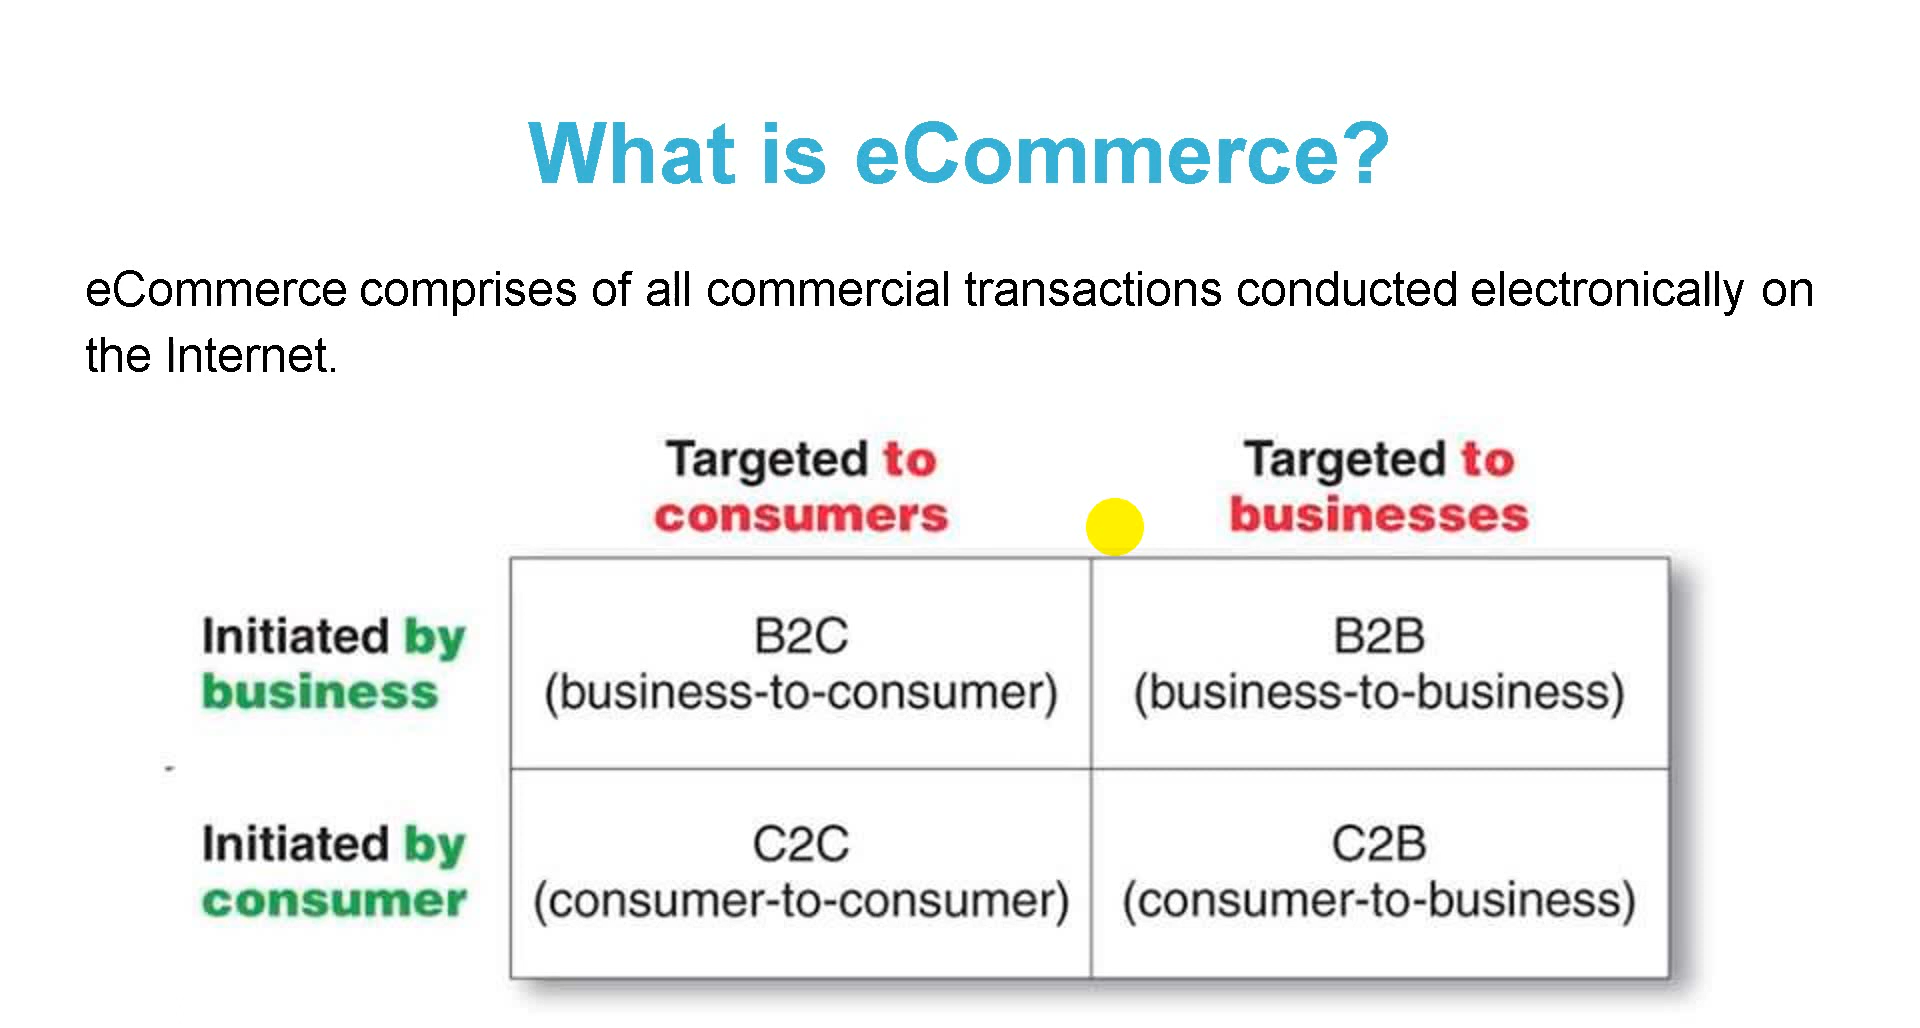 What is eCommerce?
eCommerce comprises of all commercial transactions conducted electronically on
the Internet.
Targeted to
consumers
Targeted to
businesses
Initiated by
business
B2C
(business-to-consumer)
B2B
(business-to-business)
Initiated by
consumer
C2C
(consumer-to-consumer)
C2B
(consumer-to-business)